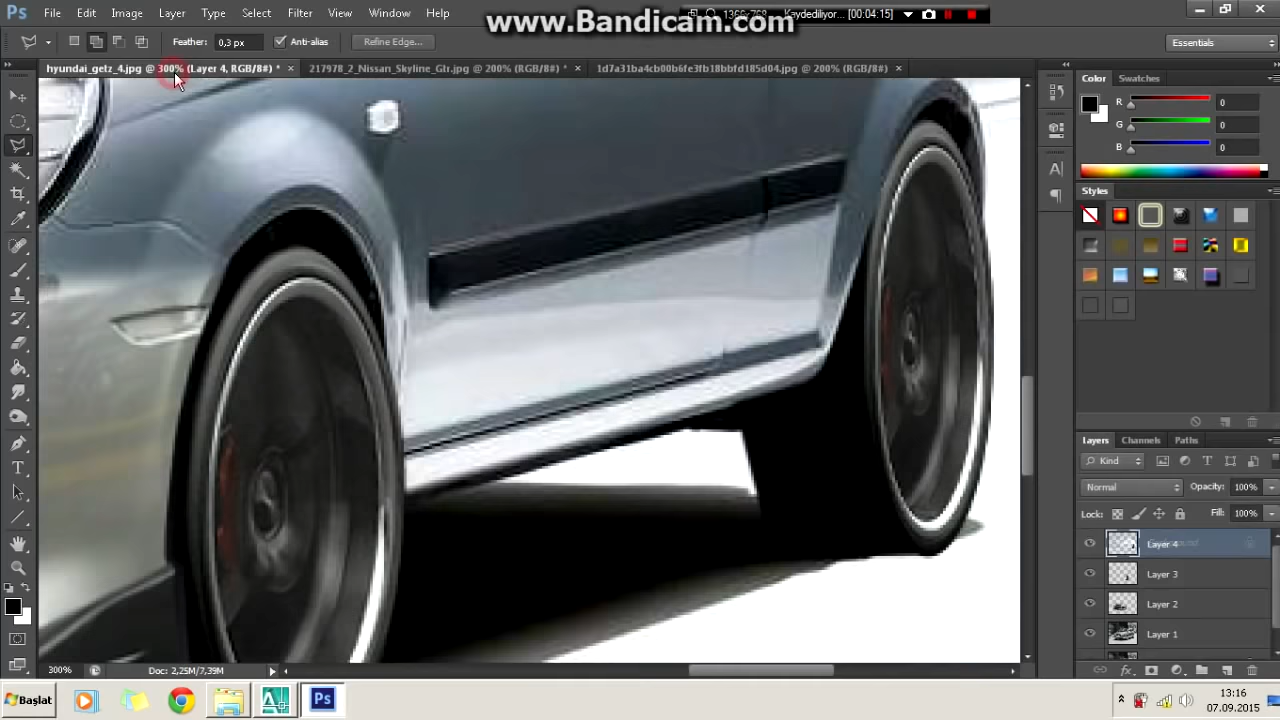 www.Bandicam.com
1366x768 Kaydediliyor... [00:04:15]
Ps File Edit Image Layer Type Select Filter View Window Help
Feather: 0,3 px Anti-alias Refine Edge... Essentials
hyundai_getz_4.jpg @ 300% (Layer 4, RGB/8#) * 217978_2_Nissan_Skyline_Gtr.jpg @ 200% (RGB/8#) * 1d7a31ba4cb00b6fe3fb18bbfd185d04.jpg @ 200% (RGB/8#)
Color Swatches
R 0
G 0
B 0
Styles
Layers Channels Paths
Kind
Normal Opacity: 100%
Lock: Fill: 100%
Layer 4
Layer 3
Layer 2
Layer 1
300% Doc: 2,25M/7,39M
Başlat Ps 13:16
07.09.2015